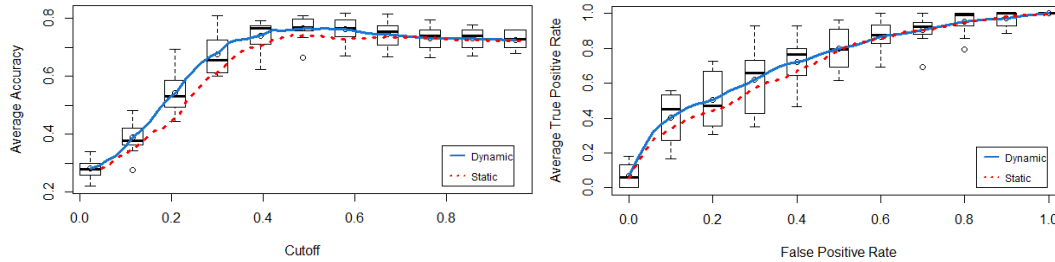 Average Accuracy
0.8
0.6
0.4
0.2
0.0 0.2 0.4 0.6 0.8
Cutoff
Dynamic
Static
Average True Positive Rate
1.0
0.8
0.6
0.4
0.2
0.0
0.0 0.2 0.4 0.6 0.8 1.0
False Positive Rate
Dynamic
Static